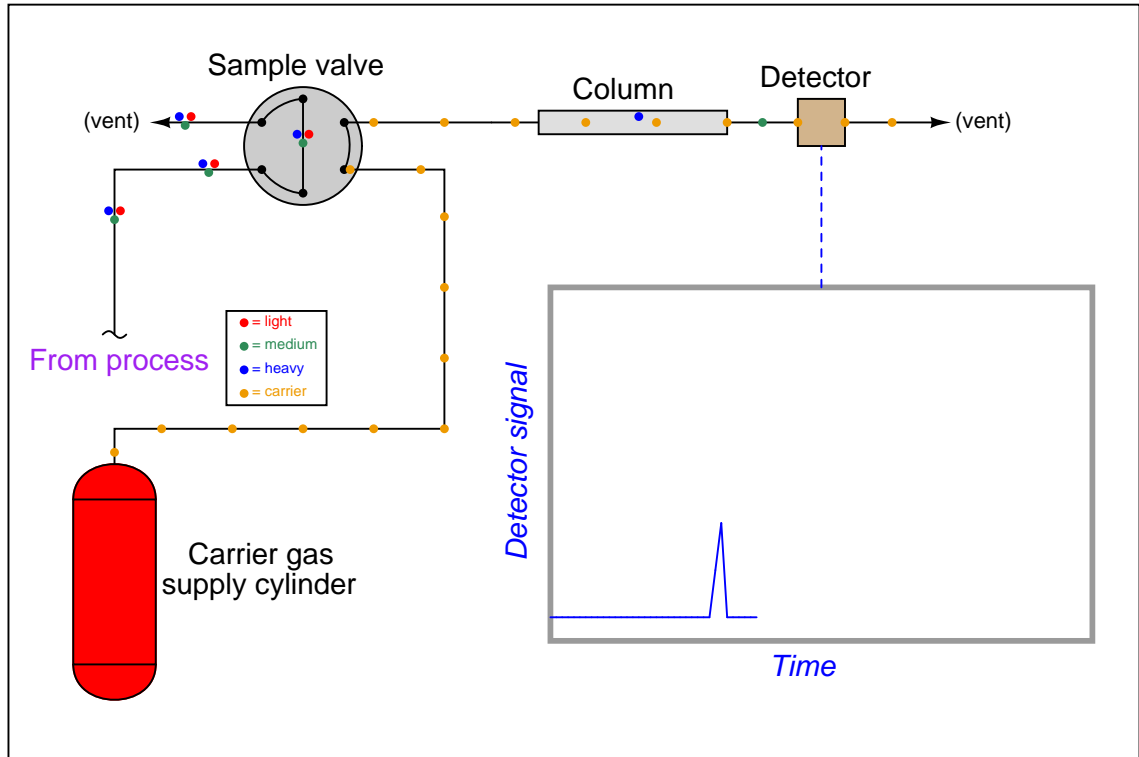 Sample valve
Column
Detector
(vent)
(vent)
= light
= medium
= heavy
= carrier
From process
Detector signal
Carrier gas
supply cylinder
Time